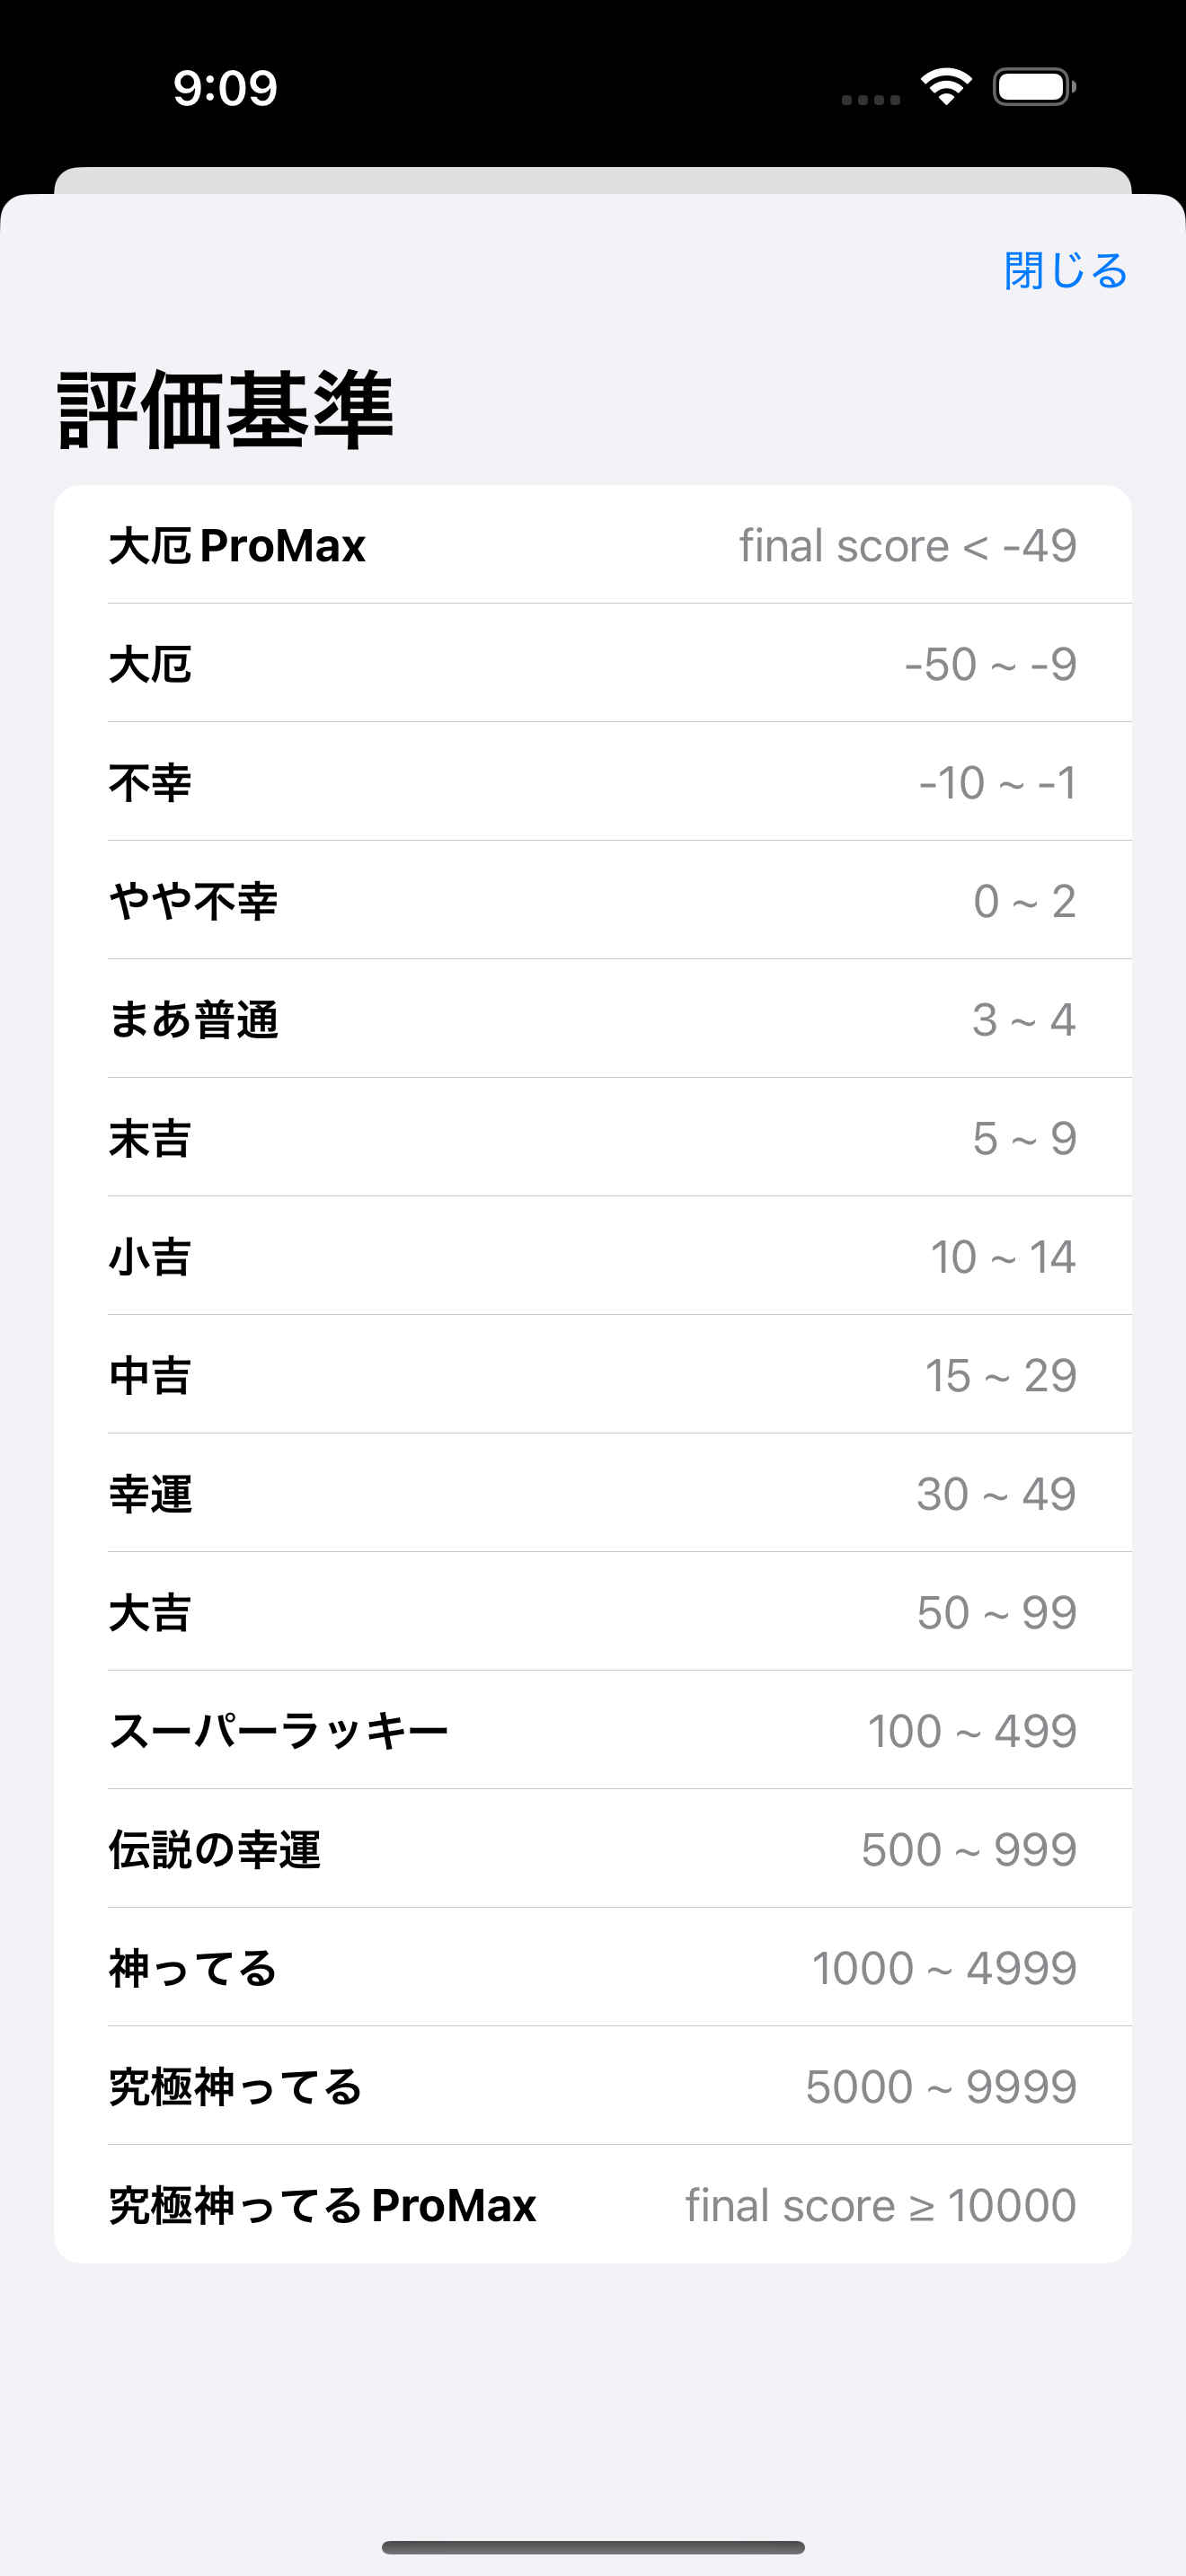 9:09
閉じる
評価基準
大厄 ProMax final score < -49
大厄 -50 ~ -9
不幸 -10 ~ -1
やや不幸 0 ~ 2
まあ普通 3 ~ 4
末吉 5 ~ 9
小吉 10 ~ 14
中吉 15 ~ 29
幸運 30 ~ 49
大吉 50 ~ 99
スーパーラッキー 100 ~ 499
伝説の幸運 500 ~ 999
神ってる 1000 ~ 4999
究極神ってる 5000 ~ 9999
究極神ってる ProMax final score ≥ 10000